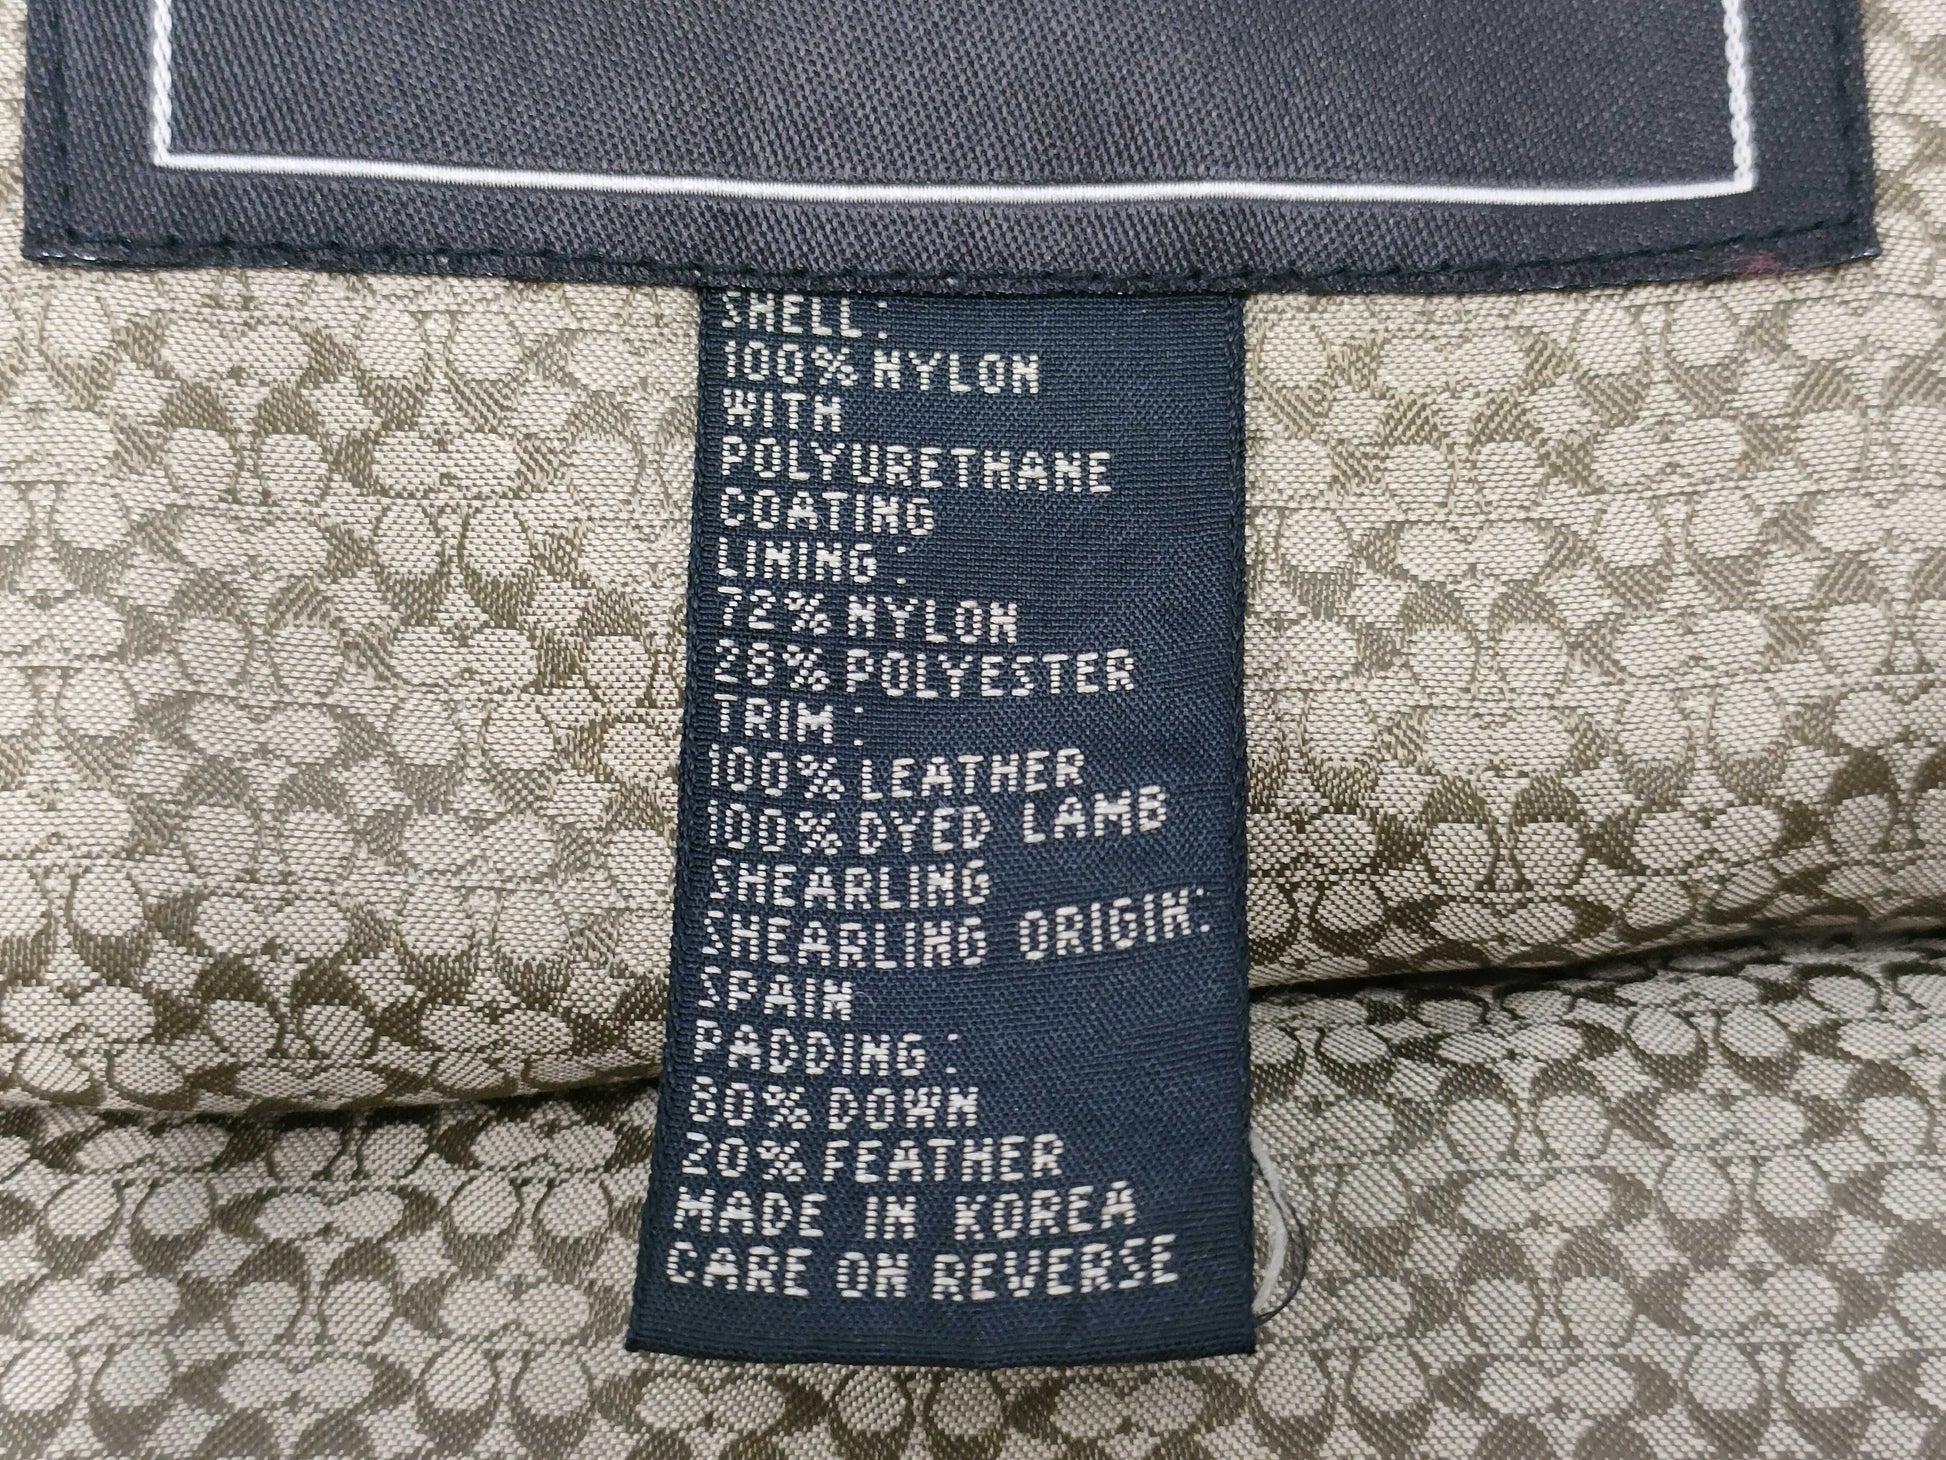 SHELL:
100% NYLON
WITH
POLYURETHANE
COATING
LINING:
72% NYLON
28% POLYESTER
TRIM:
100% LEATHER
100% DYED LAMB
SHEARLING
SHEARLING ORIGIN:
SPAIN
PADDING:
80% DOWN
20% FEATHER
MADE IN KOREA
CARE ON REVERSE